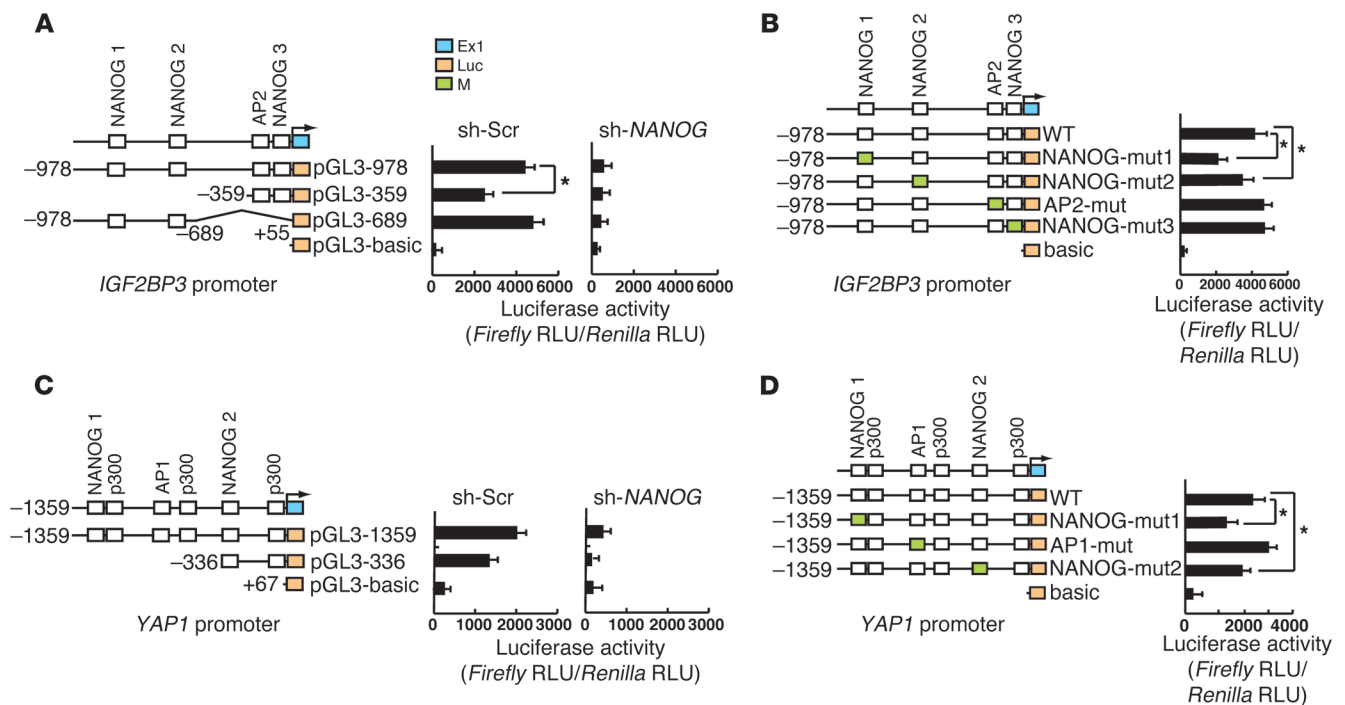 A
NANOG 1
NANOG 2
AP2
NANOG 3
Ex1
Luc
M
sh-Scr
sh-NANOG
–978 pGL3-978
–359 pGL3-359
–978 –689 +55 pGL3-689
pGL3-basic
*
IGF2BP3 promoter
0 2000 4000 6000
0 2000 4000 6000
Luciferase activity
(Firefly RLU/Renilla RLU)
B
NANOG 1
NANOG 2
AP2
NANOG 3
–978 WT
–978 NANOG-mut1
–978 NANOG-mut2
–978 AP2-mut
–978 NANOG-mut3
basic
* *
IGF2BP3 promoter
0 2000 4000 6000
Luciferase activity
(Firefly RLU/
Renilla RLU)
C
NANOG 1
p300
AP1
p300
NANOG 2
p300
sh-Scr
sh-NANOG
–1359
–1359 pGL3-1359
–336 pGL3-336
+67 pGL3-basic
YAP1 promoter
0 1000 2000 3000
0 1000 2000 3000
Luciferase activity
(Firefly RLU/Renilla RLU)
D
NANOG 1
p300
AP1
p300
NANOG 2
p300
–1359 WT
–1359 NANOG-mut1
–1359 AP1-mut
–1359 NANOG-mut2
basic
* *
YAP1 promoter
0 2000 4000
Luciferase activity
(Firefly RLU/
Renilla RLU)